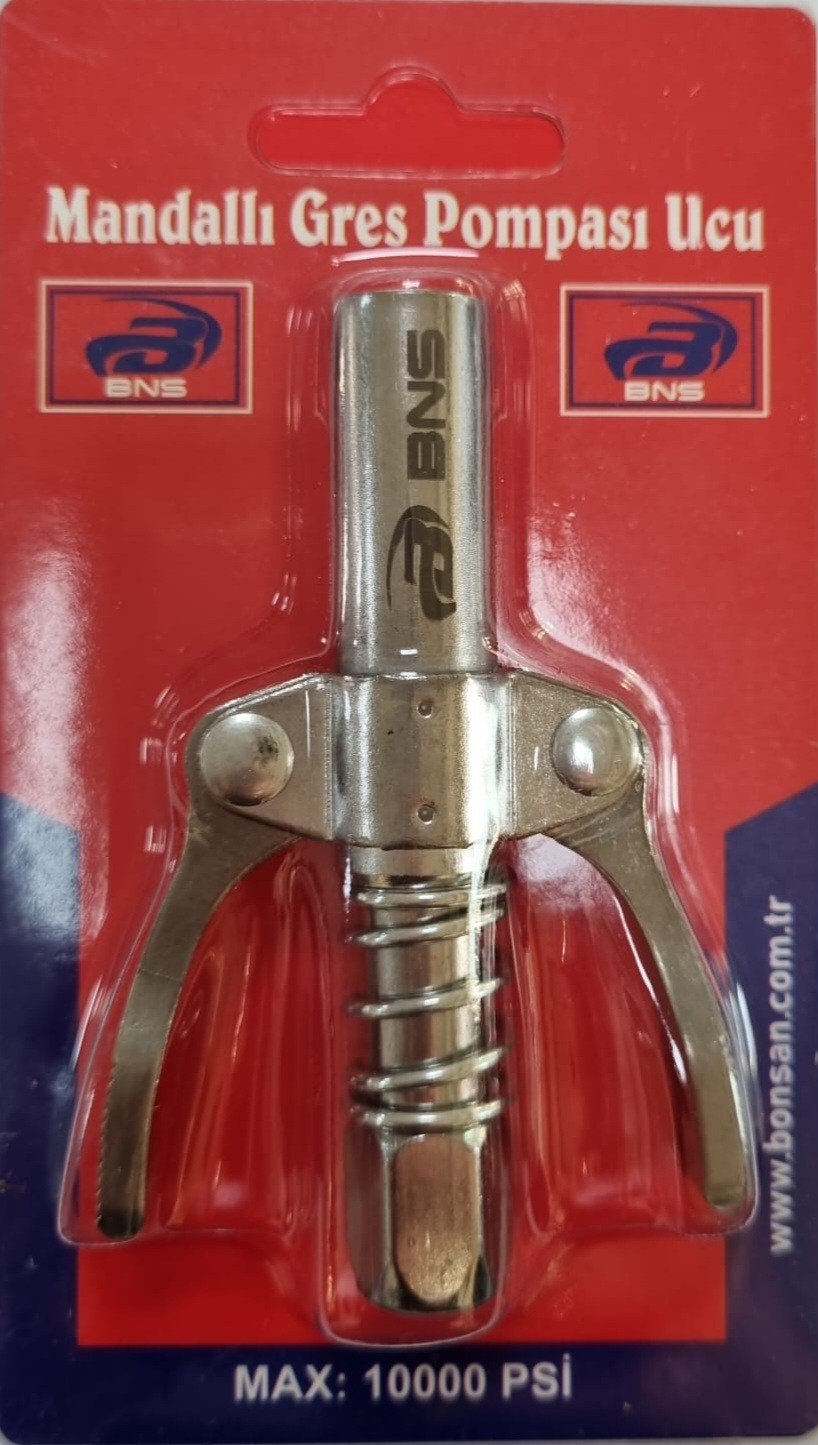 Mandallı Gres Pompası Ucu
BNS
BNS
BNS
www.bonsan.com.tr
MAX: 10000 PSİ